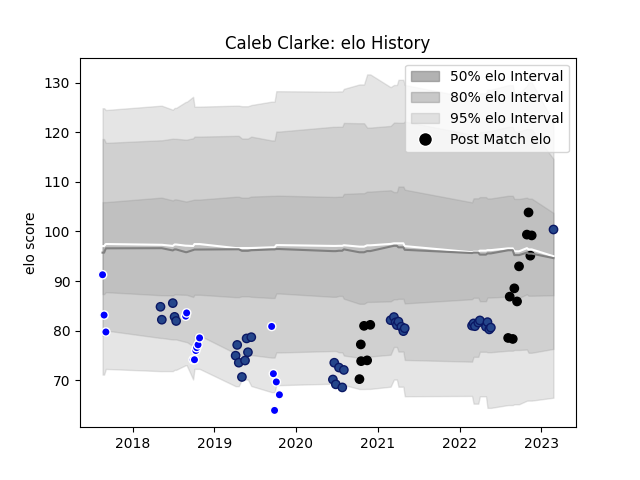 Caleb Clarke: elo History
50% elo Interval
80% elo Interval
95% elo Interval
Post Match elo
elo score
130
120
110
100
90
80
70
2018
2019
2020
2021
2022
2023